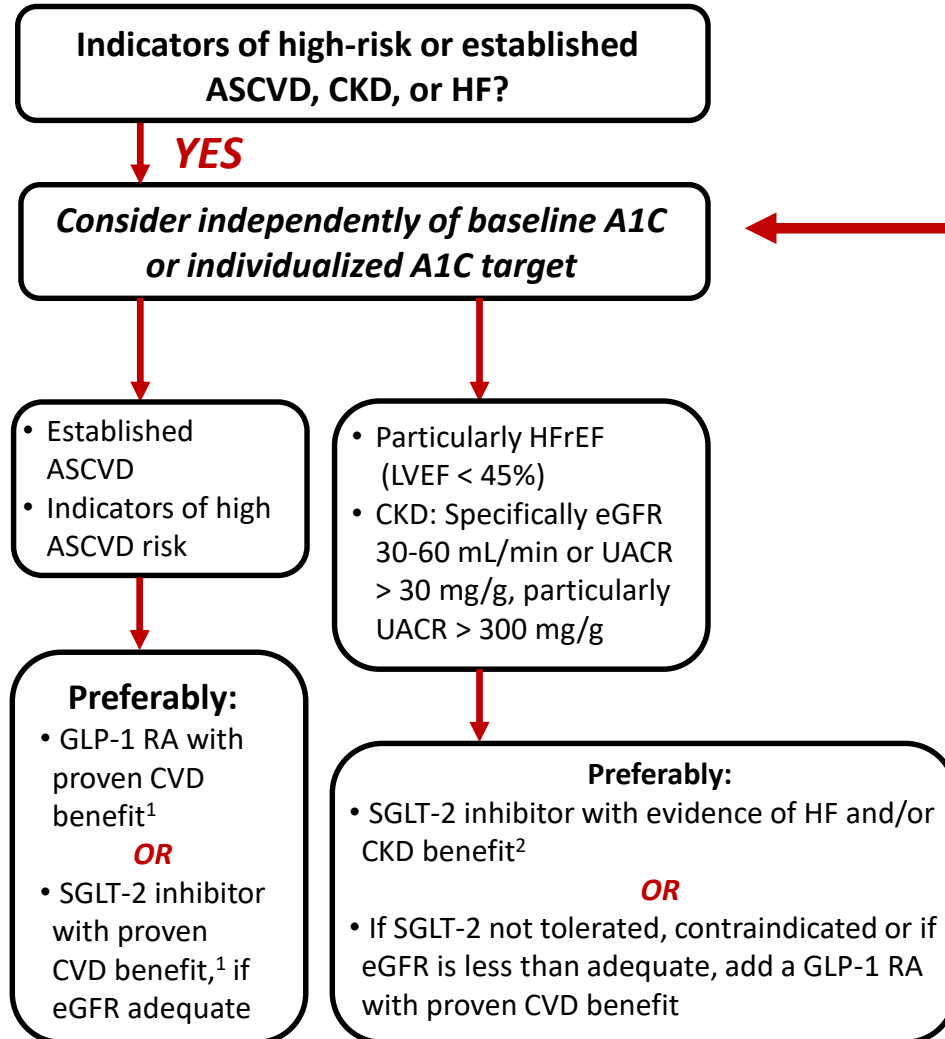 Indicators of high-risk or established
ASCVD, CKD, or HF?
YES
Consider independently of baseline A1C
or individualized A1C target
• Established
ASCVD
• Indicators of high
ASCVD risk
• Particularly HFrEF
(LVEF < 45%)
• CKD: Specifically eGFR
30-60 mL/min or UACR
> 30 mg/g, particularly
UACR > 300 mg/g
Preferably:
• GLP-1 RA with
proven CVD
benefit¹
OR
• SGLT-2 inhibitor
with proven
CVD benefit,¹ if
eGFR adequate
Preferably:
• SGLT-2 inhibitor with evidence of HF and/or
CKD benefit²
OR
• If SGLT-2 not tolerated, contraindicated or if
eGFR is less than adequate, add a GLP-1 RA
with proven CVD benefit